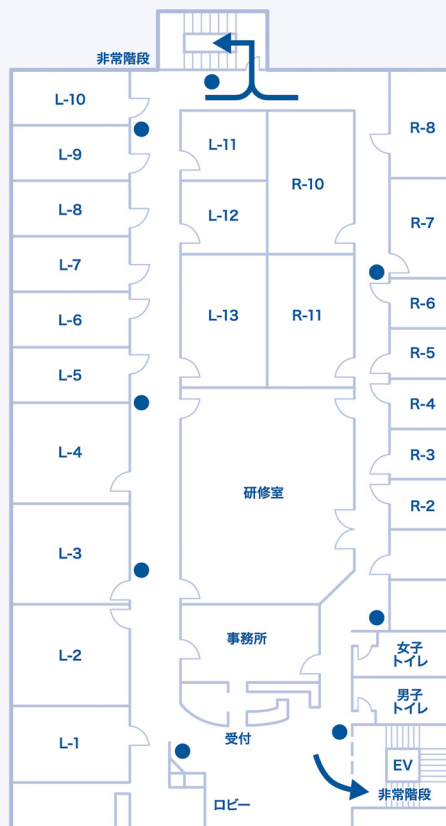 非常階段
L-10
L-9
L-8
L-7
L-6
L-5
L-4
L-3
L-2
L-1
L-11
L-12
L-13
R-10
R-11
研修室
事務所
受付
ロビー
R-8
R-7
R-6
R-5
R-4
R-3
R-2
女子
トイレ
男子
トイレ
EV
非常階段